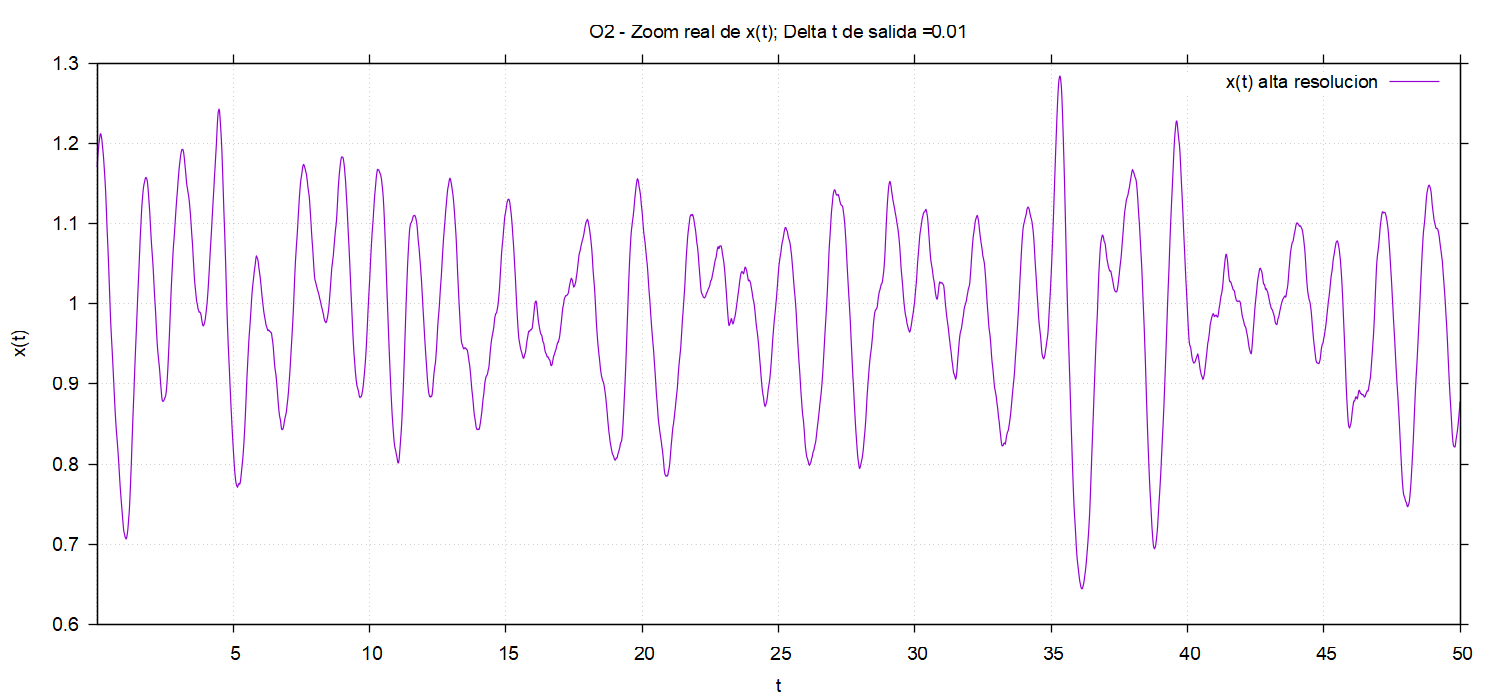 O2 - Zoom real de x(t); Delta t de salida =0.01
x(t) alta resolucion
1.3
1.2
1.1
1
0.9
0.8
0.7
0.6
x(t)
5 10 15 20 25 30 35 40 45 50
t